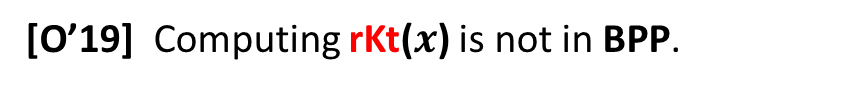 [O’19] Computing rKt(x) is not in BPP.